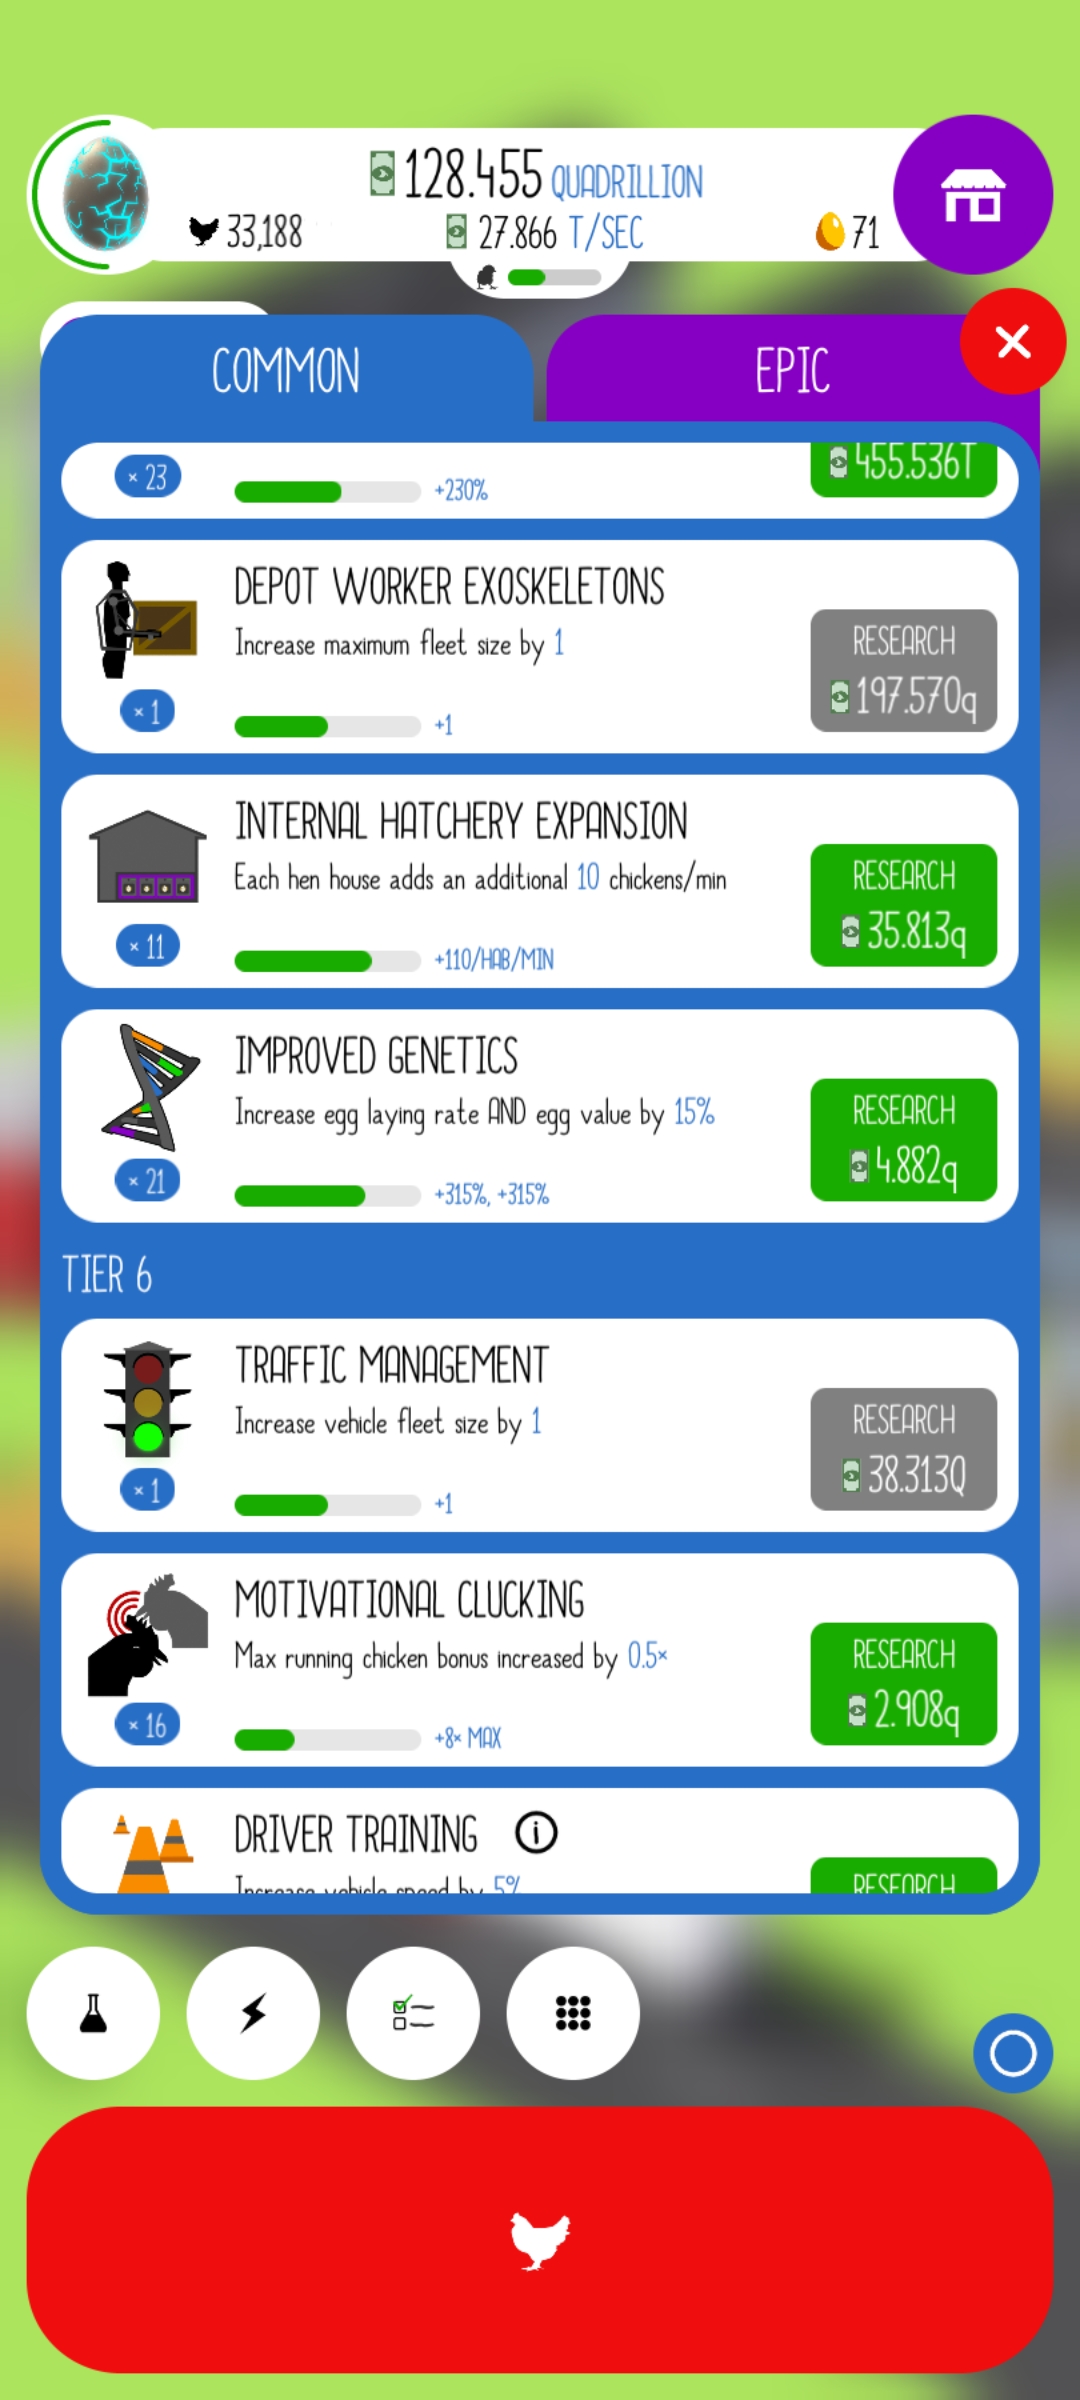 128.455 QUADRILLION
33,188
27.866 T/SEC
71
COMMON
EPIC
× 23
+230%
455.536T
DEPOT WORKER EXOSKELETONS
Increase maximum fleet size by 1
× 1
+1
RESEARCH
197.570q
INTERNAL HATCHERY EXPANSION
Each hen house adds an additional 10 chickens/min
× 11
+110/HAB/MIN
RESEARCH
35.813q
IMPROVED GENETICS
Increase egg laying rate AND egg value by 15%
× 21
+315%, +315%
RESEARCH
4.882q
TIER 6
TRAFFIC MANAGEMENT
Increase vehicle fleet size by 1
× 1
+1
RESEARCH
38.313Q
MOTIVATIONAL CLUCKING
Max running chicken bonus increased by 0.5×
× 16
+8× MAX
RESEARCH
2.908q
DRIVER TRAINING
Increase vehicle speed by 5%
RESEARCH